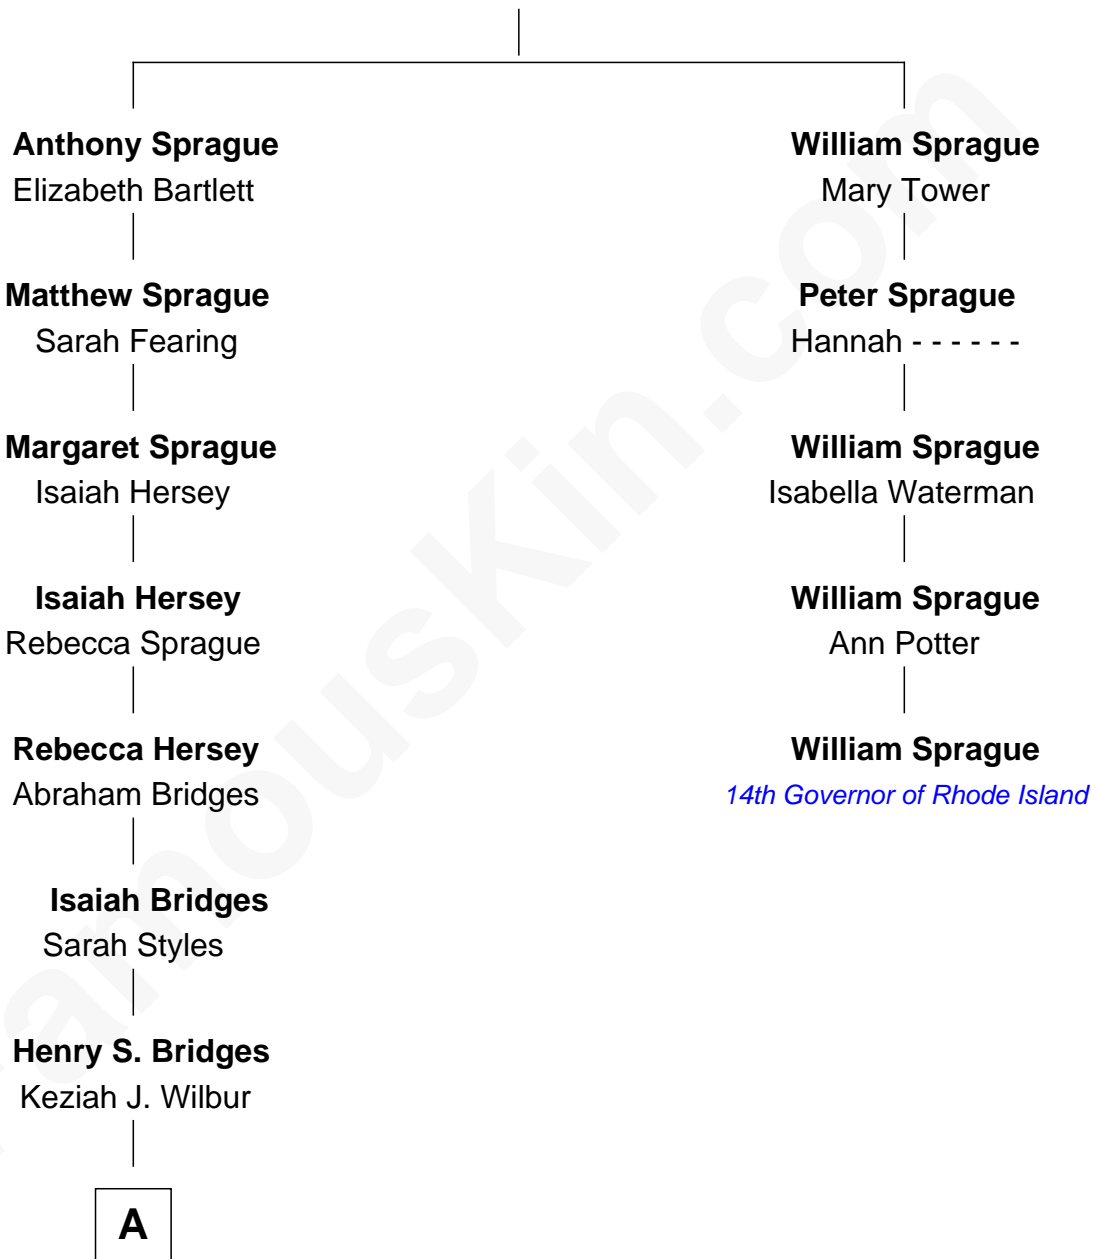 Anthony Sprague
Elizabeth Bartlett
Matthew Sprague
Sarah Fearing
Margaret Sprague
Isaiah Hersey
Isaiah Hersey
Rebecca Sprague
Rebecca Hersey
Abraham Bridges
Isaiah Bridges
Sarah Styles
Henry S. Bridges
Keziah J. Wilbur
A
William Sprague
Mary Tower
Peter Sprague
Hannah - - - - - -
William Sprague
Isabella Waterman
William Sprague
Ann Potter
William Sprague
14th Governor of Rhode Island
FamousKin.com